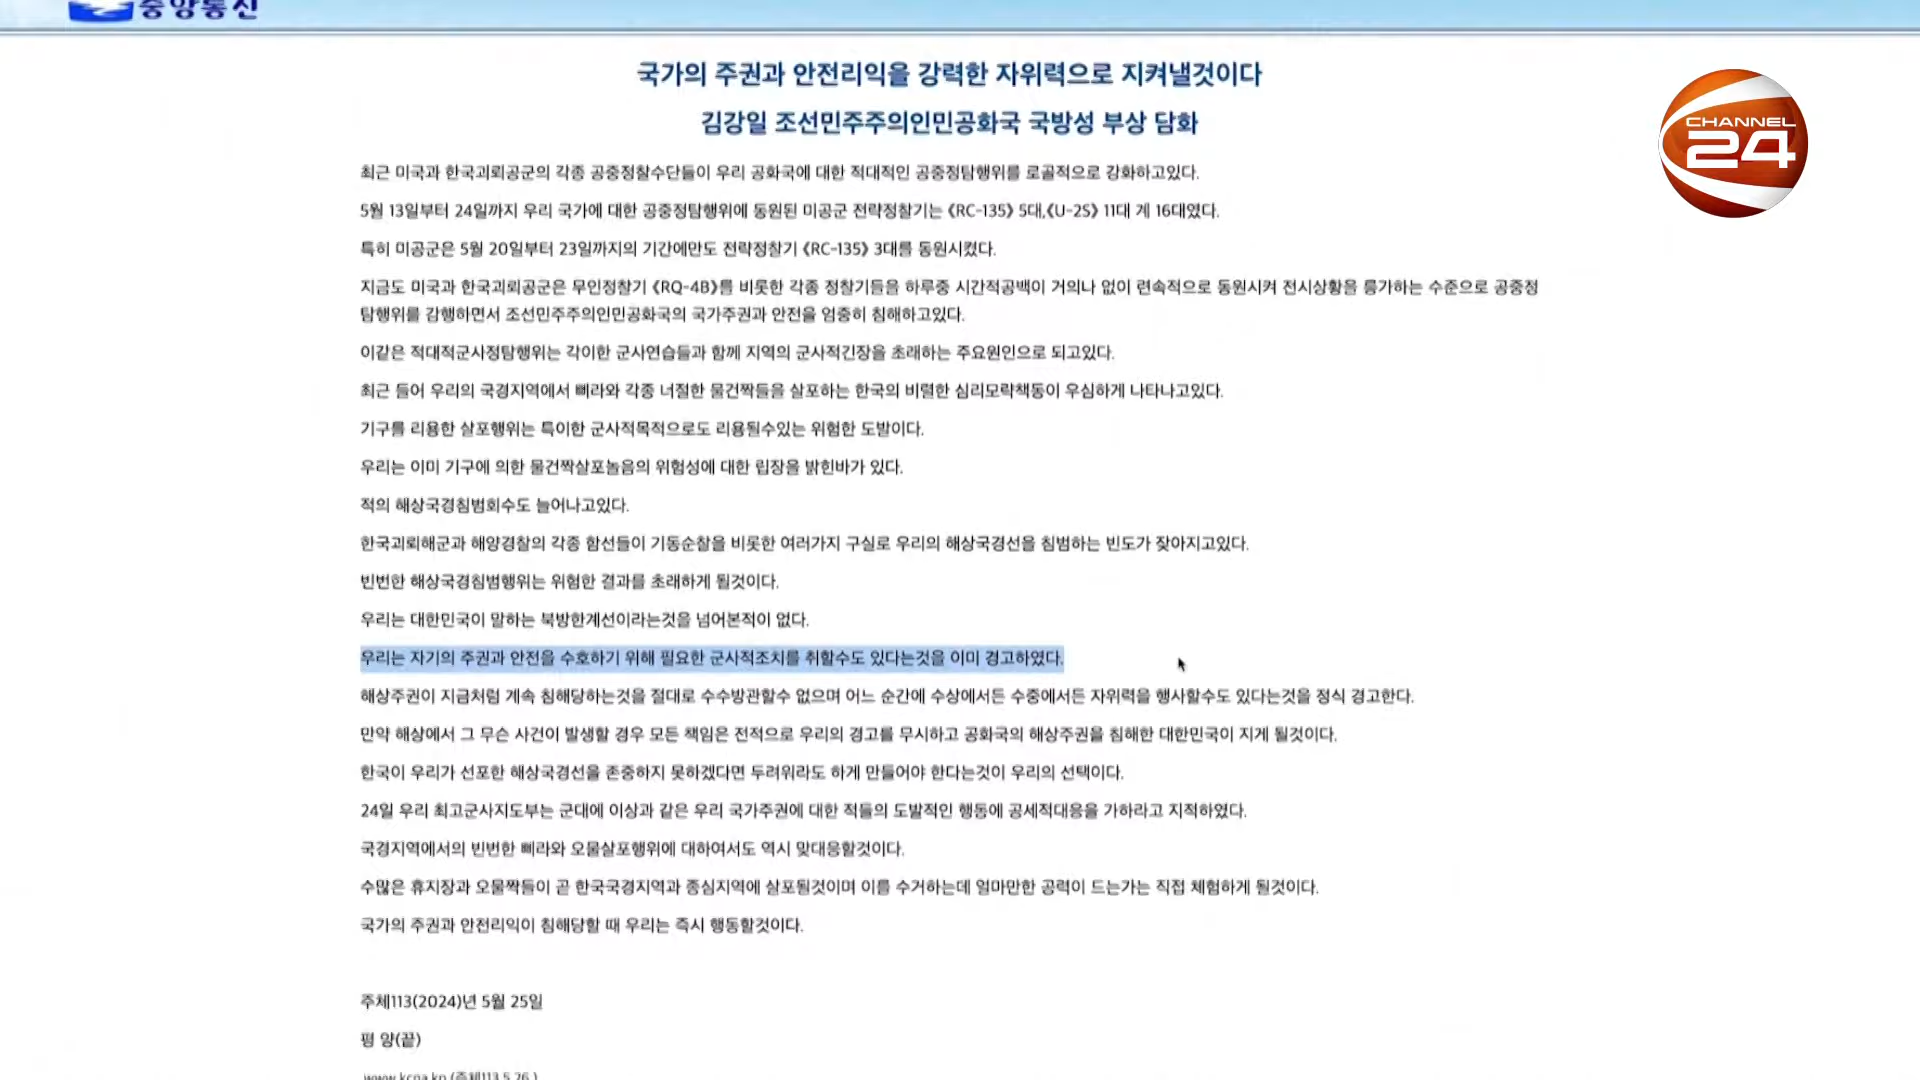 중앙통신
CHANNEL
24
국가의 주권과 안전리익을 강력한 자위력으로 지켜낼것이다
김강일 조선민주주의인민공화국 국방성 부상 담화
최근 미국과 한국괴뢰공군의 각종 공중정찰수단들이 우리 공화국에 대한 적대적인 공중정탐행위를 로골적으로 강화하고있다.
5월 13일부터 24일까지 우리 국가에 대한 공중정탐행위에 동원된 미공군 전략정찰기는 《RC-135》 5대,《U-2S》 11대 계 16대였다.
특히 미공군은 5월 20일부터 23일까지의 기간에만도 전략정찰기 《RC-135》 3대를 동원시켰다.
지금도 미국과 한국괴뢰공군은 무인정찰기 《RQ-4B》를 비롯한 각종 정찰기들을 하루중 시간적공백이 거의나 없이 련속적으로 동원시켜 전시상황을 릉가하는 수준으로 공중정
탐행위를 감행하면서 조선민주주의인민공화국의 국가주권과 안전을 엄중히 침해하고있다.
이같은 적대적군사정탐행위는 각이한 군사연습들과 함께 지역의 군사적긴장을 초래하는 주요원인으로 되고있다.
최근 들어 우리의 국경지역에서 삐라와 각종 너절한 물건짝들을 살포하는 한국의 비렬한 심리모략책동이 우심하게 나타나고있다.
기구를 리용한 살포행위는 특이한 군사적목적으로도 리용될수있는 위험한 도발이다.
우리는 이미 기구에 의한 물건짝살포놀음의 위험성에 대한 립장을 밝힌바가 있다.
적의 해상국경침범회수도 늘어나고있다.
한국괴뢰해군과 해양경찰의 각종 함선들이 기동순찰을 비롯한 여러가지 구실로 우리의 해상국경선을 침범하는 빈도가 잦아지고있다.
빈번한 해상국경침범행위는 위험한 결과를 초래하게 될것이다.
우리는 대한민국이 말하는 북방한계선이라는것을 넘어본적이 없다.
우리는 자기의 주권과 안전을 수호하기 위해 필요한 군사적조치를 취할수도 있다는것을 이미 경고하였다.
해상주권이 지금처럼 계속 침해당하는것을 절대로 수수방관할수 없으며 어느 순간에 수상에서든 수중에서든 자위력을 행사할수도 있다는것을 정식 경고한다.
만약 해상에서 그 무슨 사건이 발생할 경우 모든 책임은 전적으로 우리의 경고를 무시하고 공화국의 해상주권을 침해한 대한민국이 지게 될것이다.
한국이 우리가 선포한 해상국경선을 존중하지 못하겠다면 두려워라도 하게 만들어야 한다는것이 우리의 선택이다.
24일 우리 최고군사지도부는 군대에 이상과 같은 우리 국가주권에 대한 적들의 도발적인 행동에 공세적대응을 가하라고 지적하였다.
국경지역에서의 빈번한 삐라와 오물살포행위에 대하여서도 역시 맞대응할것이다.
수많은 휴지장과 오물짝들이 곧 한국국경지역과 종심지역에 살포될것이며 이를 수거하는데 얼마만한 공력이 드는가는 직접 체험하게 될것이다.
국가의 주권과 안전리익이 침해당할 때 우리는 즉시 행동할것이다.
주체113(2024)년 5월 25일
평 양(끝)
www.kcna.kp (주체113.5.26.)